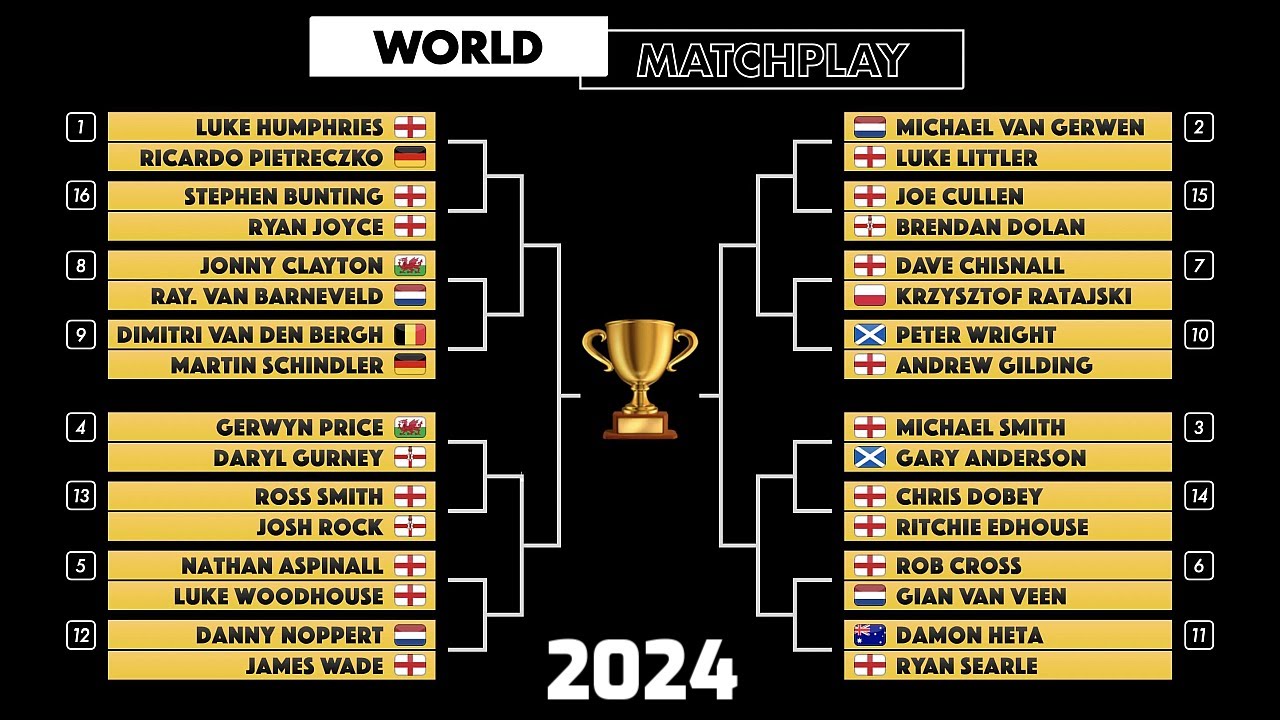 WORLD
MATCHPLAY
1
LUKE HUMPHRIES
RICARDO PIETRECZKO
16
STEPHEN BUNTING
RYAN JOYCE
8
JONNY CLAYTON
RAY. VAN BARNEVELD
9
DIMITRI VAN DEN BERGH
MARTIN SCHINDLER
4
GERWYN PRICE
DARYL GURNEY
13
ROSS SMITH
JOSH ROCK
5
NATHAN ASPINALL
LUKE WOODHOUSE
12
DANNY NOPPERT
JAMES WADE
MICHAEL VAN GERWEN
2
LUKE LITTLER
JOE CULLEN
15
BRENDAN DOLAN
DAVE CHISNALL
7
KRZYSZTOF RATAJSKI
PETER WRIGHT
10
ANDREW GILDING
MICHAEL SMITH
3
GARY ANDERSON
CHRIS DOBEY
14
RITCHIE EDHOUSE
ROB CROSS
6
GIAN VAN VEEN
DAMON HETA
11
RYAN SEARLE
2024